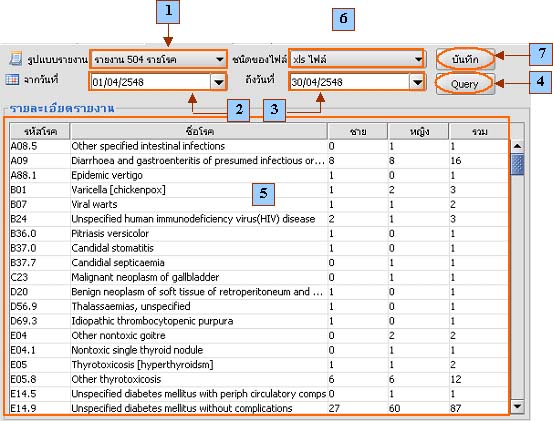 1
6
รูปแบบรายงาน รายงาน 504 รายโรค ชนิดของไฟล์ xls ไฟล์ บันทึก 7
จากวันที่ 01/04/2548 ถึงวันที่ 30/04/2548 Query 4
2 3
รายละเอียดรายงาน
รหัสโรค ชื่อโรค ชาย หญิง รวม
A08.5 Other specified intestinal infections 0 1 1
A09 Diarrhoea and gastroenteritis of presumed infectious or... 8 8 16
A88.1 Epidemic vertigo 1 0 1
B01 Varicella [chickenpox] 1 2 3
B07 Viral warts 1 1 2
B24 Unspecified human immunodeficiency virus(HIV) disease 2 1 3
5
B36.0 Pitriasis versicolor 1 0 1
B37.0 Candidal stomatitis 1 0 1
B37.7 Candidial septicaemia 0 1 1
C23 Malignant neoplasm of gallbladder 0 1 1
D20 Benign neoplasm of soft tissue of retroperitoneum and ... 1 0 1
D56.9 Thalassaemias, unspecified 1 0 1
D69.3 Idiopathic thrombocytopenic purpura 1 0 1
E04 Other nontoxic goitre 0 2 2
E04.1 Nontoxic single thyroid nodule 0 1 1
E05 Thyrotoxicosis [hyperthyroidsm] 1 1 2
E05.8 Other thyrotoxicosis 6 6 12
E14.5 Unspecified diabetes mellitus with periph circulatory comps 0 1 1
E14.9 Unspecified diabetes mellitus without complications 27 60 87